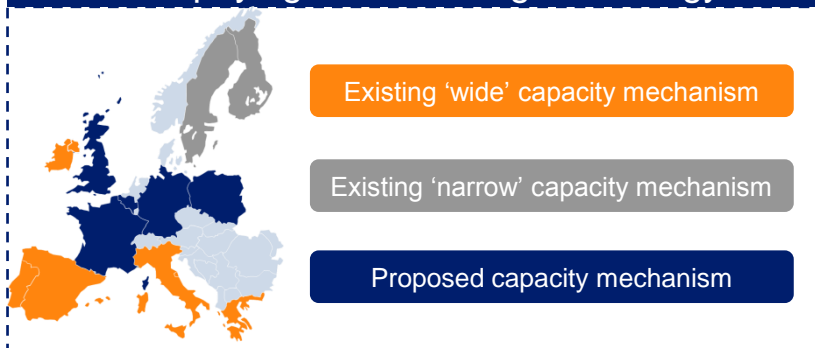 Existing ‘wide’ capacity mechanism
Existing ‘narrow’ capacity mechanism
Proposed capacity mechanism